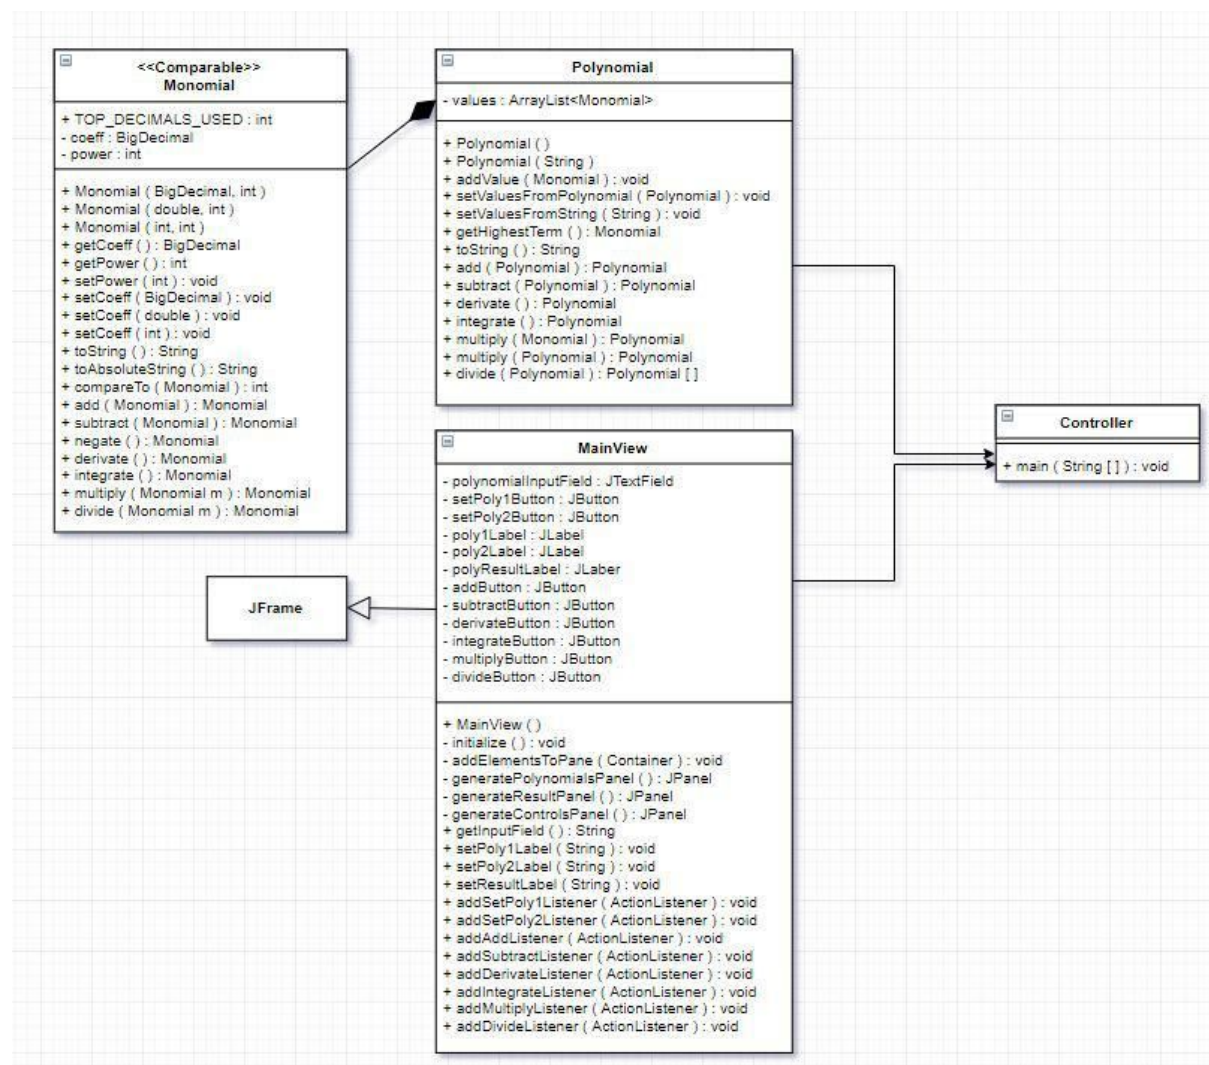 <<Comparable>>
Monomial
+ TOP_DECIMALS_USED : int
- coeff : BigDecimal
- power : int
+ Monomial ( BigDecimal, int )
+ Monomial ( double, int )
+ Monomial ( int, int )
+ getCoeff ( ) : BigDecimal
+ getPower ( ) : int
+ setPower ( int ) : void
+ setCoeff ( BigDecimal ) : void
+ setCoeff ( double ) : void
+ setCoeff ( int ) : void
+ toString ( ) : String
+ toAbsoluteString ( ) : String
+ compareTo ( Monomial ) : int
+ add ( Monomial ) : Monomial
+ subtract ( Monomial ) : Monomial
+ negate ( ) : Monomial
+ derivate ( ) : Monomial
+ integrate ( ) : Monomial
+ multiply ( Monomial m ) : Monomial
+ divide ( Monomial m ) : Monomial
Polynomial
- values : ArrayList<Monomial>
+ Polynomial ( )
+ Polynomial ( String )
+ addValue ( Monomial ) : void
+ setValuesFromPolynomial ( Polynomial ) : void
+ setValuesFromString ( String ) : void
+ getHighestTerm ( ) : Monomial
+ toString ( ) : String
+ add ( Polynomial ) : Polynomial
+ subtract ( Polynomial ) : Polynomial
+ derivate ( ) : Polynomial
+ integrate ( ) : Polynomial
+ multiply ( Monomial ) : Polynomial
+ multiply ( Polynomial ) : Polynomial
+ divide ( Polynomial ) : Polynomial [ ]
Controller
+ main ( String [ ] ) : void
JFrame
MainView
- polynomialInputField : JTextField
- setPoly1Button : JButton
- setPoly2Button : JButton
- poly1Label : JLabel
- poly2Label : JLabel
- polyResultLabel : JLaber
- addButton : JButton
- subtractButton : JButton
- derivateButton : JButton
- integrateButton : JButton
- multiplyButton : JButton
- divideButton : JButton
+ MainView ( )
- initialize ( ) : void
- addElementsToPane ( Container ) : void
- generatePolynomialsPanel ( ) : JPanel
- generateResultPanel ( ) : JPanel
- generateControlsPanel ( ) : JPanel
+ getInputField ( ) : String
+ setPoly1Label ( String ) : void
+ setPoly2Label ( String ) : void
+ setResultLabel ( String ) : void
+ addSetPoly1Listener ( ActionListener ) : void
+ addSetPoly2Listener ( ActionListener ) : void
+ addAddListener ( ActionListener ) : void
+ addSubtractListener ( ActionListener ) : void
+ addDerivateListener ( ActionListener ) : void
+ addIntegrateListener ( ActionListener ) : void
+ addMultiplyListener ( ActionListener ) : void
+ addDivideListener ( ActionListener ) : void